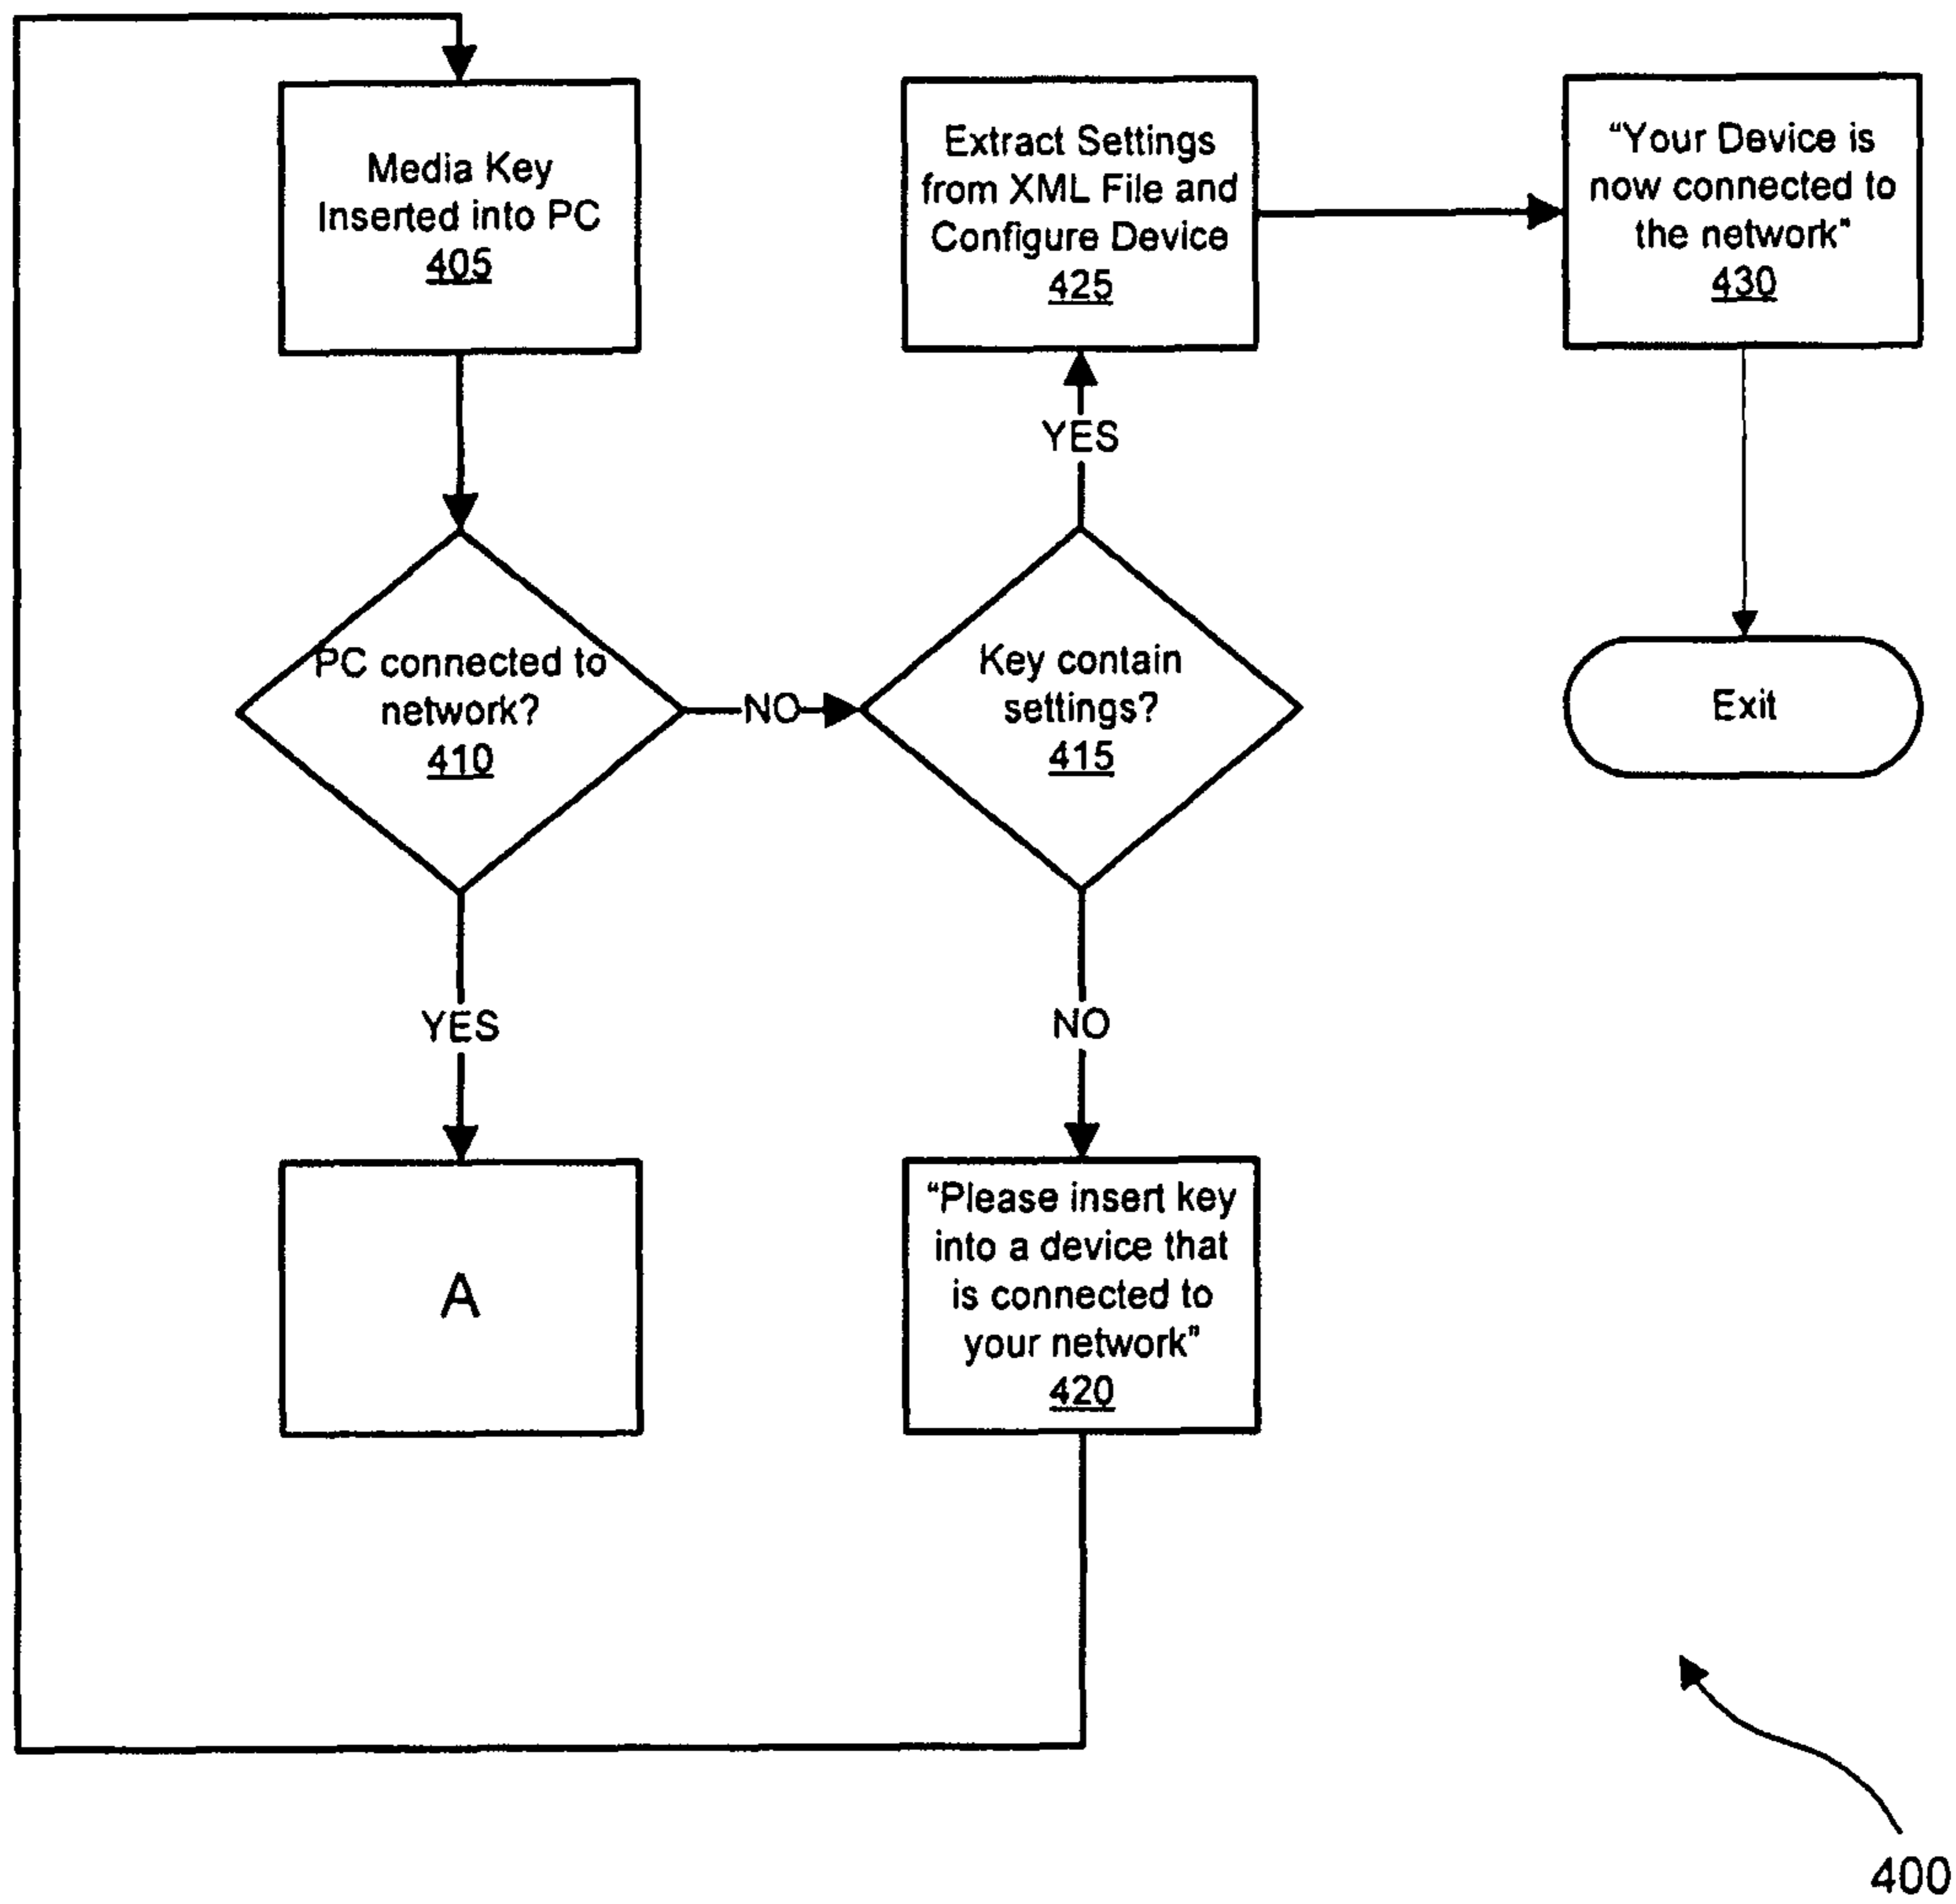 Media Key
Inserted into PC
405
Extract Settings
from XML File and
Configure Device
425
“Your Device is
now connected to
the network”
430
YES
PC connected to
network?
410
NO
Key contain
settings?
415
Exit
YES
NO
A
“Please insert key
into a device that
is connected to
your network”
420
400